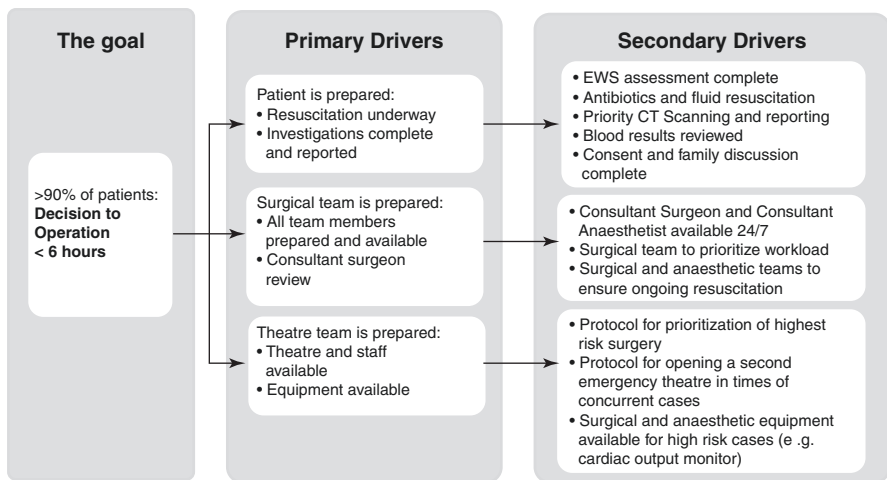 The goal
>90% of patients:
Decision to
Operation
< 6 hours
Primary Drivers
Patient is prepared:
• Resuscitation underway
• Investigations complete
and reported
Surgical team is prepared:
• All team members
prepared and available
• Consultant surgeon
review
Theatre team is prepared:
• Theatre and staff
available
• Equipment available
Secondary Drivers
• EWS assessment complete
• Antibiotics and fluid resuscitation
• Priority CT Scanning and reporting
• Blood results reviewed
• Consent and family discussion
complete
• Consultant Surgeon and Consultant
Anaesthetist available 24/7
• Surgical team to prioritize workload
• Surgical and anaesthetic teams to
ensure ongoing resuscitation
• Protocol for prioritization of highest
risk surgery
• Protocol for opening a second
emergency theatre in times of
concurrent cases
• Surgical and anaesthetic equipment
available for high risk cases (e .g.
cardiac output monitor)